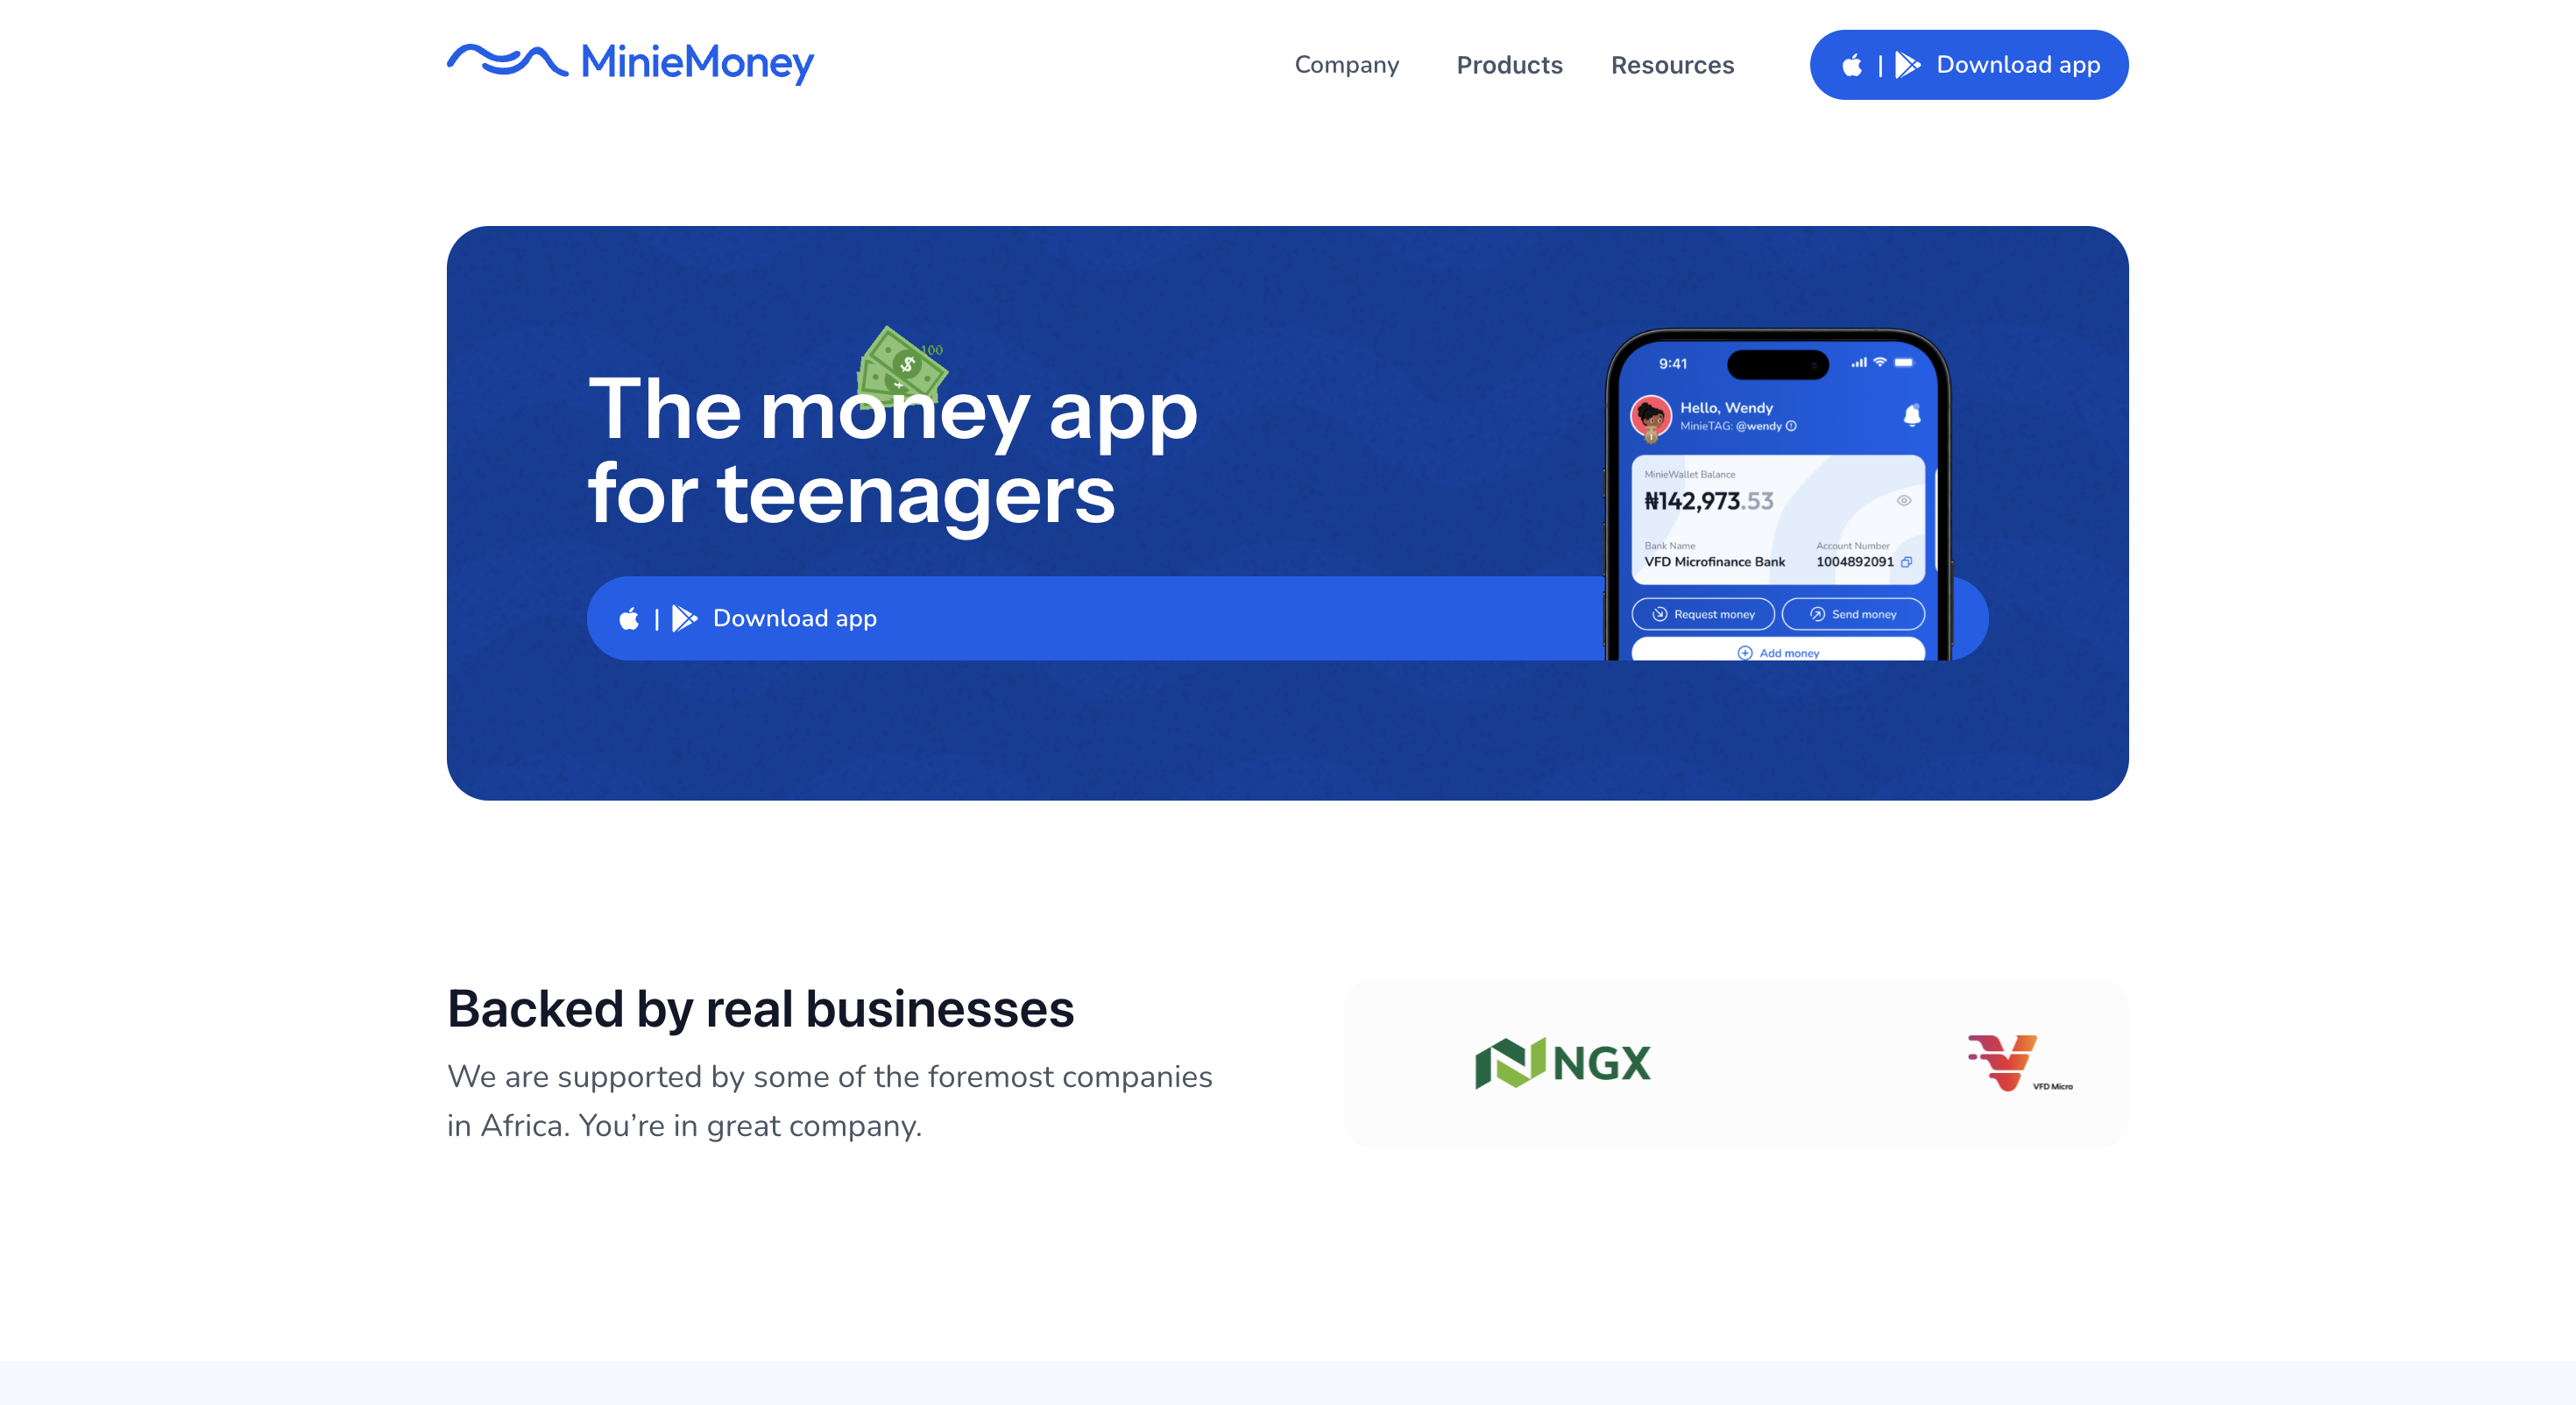 MinieMoney
Company
Products
Resources
| Download app
100
$
The money app
for teenagers
| Download app
9:41
Hello, Wendy
MinieTAG: @wendy
MinieWallet Balance
₦142,973.53
Bank Name
Account Number
VFD Microfinance Bank
1004892091
Request money
Send money
Add money
Backed by real businesses
We are supported by some of the foremost companies
in Africa. You’re in great company.
NGX
VFD Micro